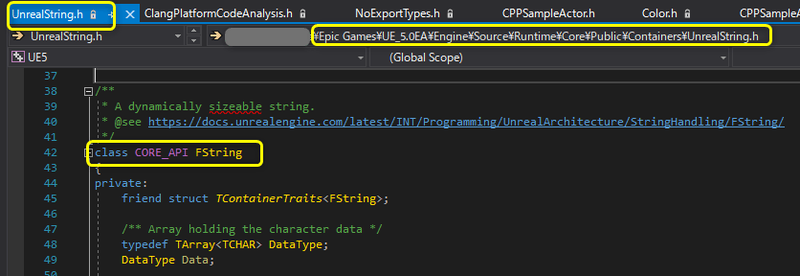 UnrealString.h ClangPlatformCodeAnalysis.h NoExportTypes.h CPPSampleActor.h Color.h CPPSampleAct
UnrealString.h ¥Epic Games¥UE_5.0EA¥Engine¥Source¥Runtime¥Core¥Public¥Containers¥UnrealString.h
UE5 (Global Scope)
37
38 /**
39 * A dynamically sizeable string.
40 * @see https://docs.unrealengine.com/latest/INT/Programming/UnrealArchitecture/StringHandling/FString/
41 */
42 class CORE_API FString
43 {
44 private:
45 friend struct TContainerTraits<FString>;
46
47 /** Array holding the character data */
48 typedef TArray<TCHAR> DataType;
49 DataType Data;
50